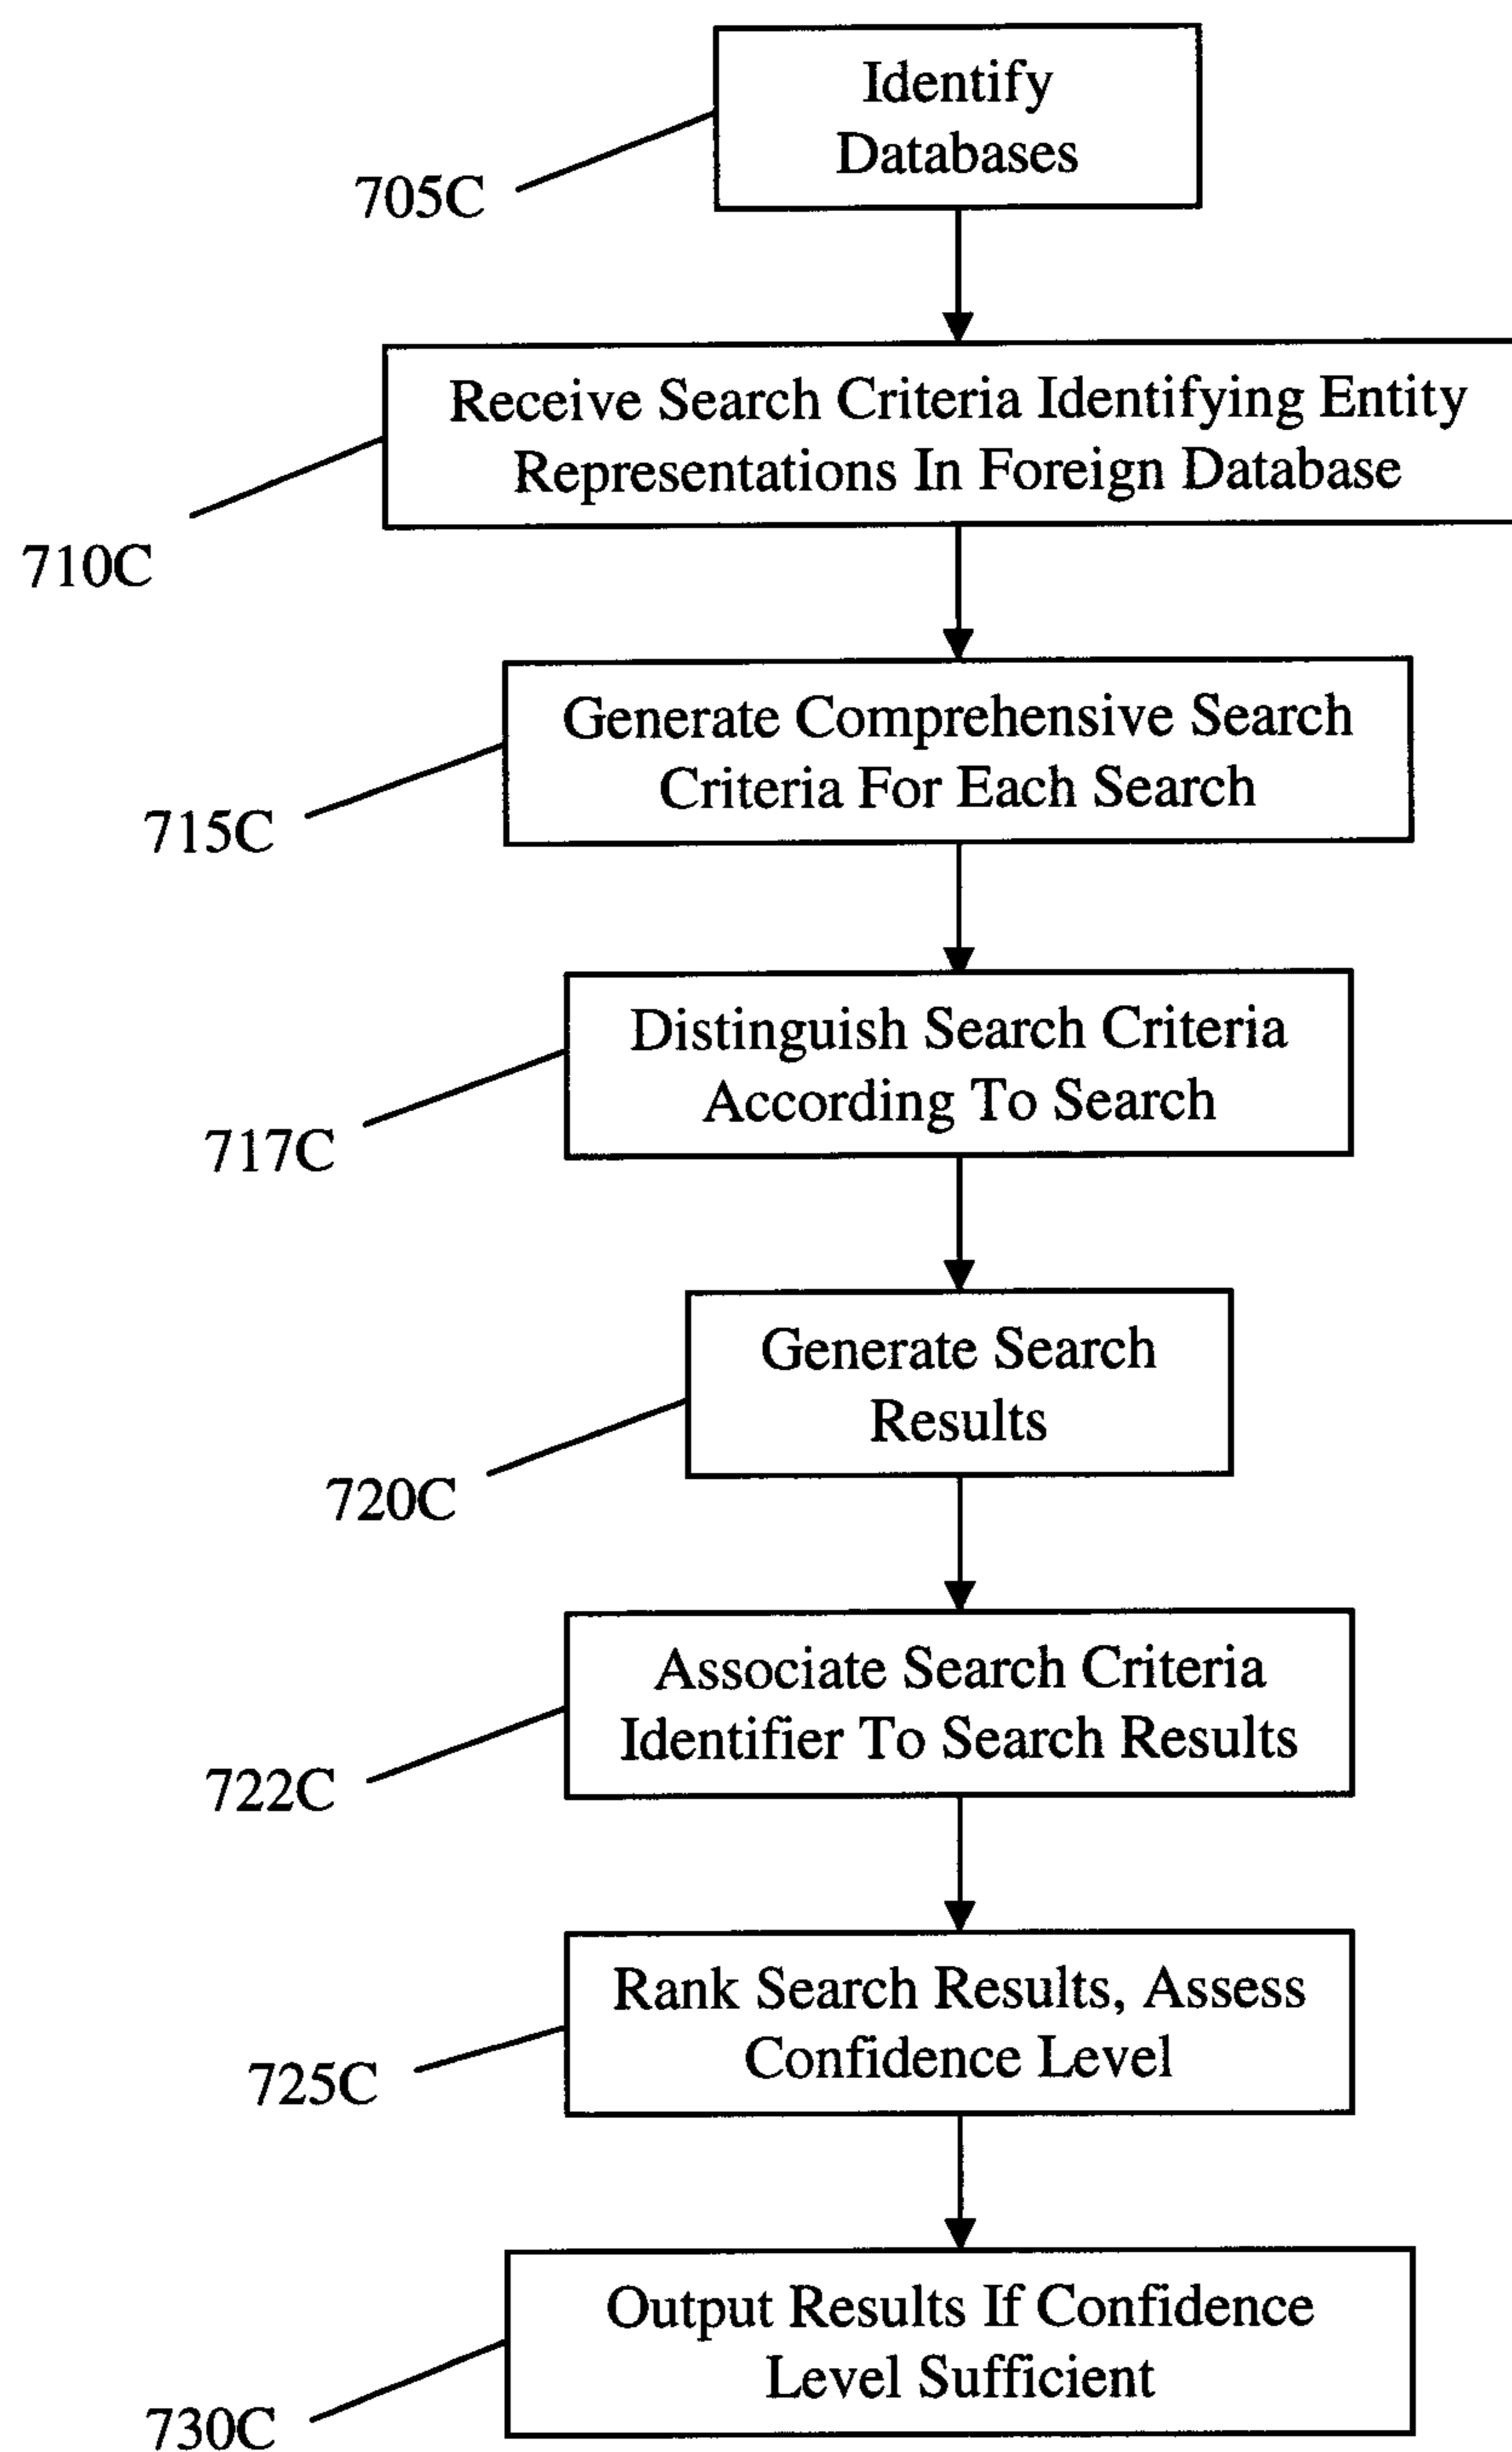 Identify
Databases
705C
Receive Search Criteria Identifying Entity
Representations In Foreign Database
710C
Generate Comprehensive Search
Criteria For Each Search
715C
Distinguish Search Criteria
According To Search
717C
Generate Search
Results
720C
Associate Search Criteria
Identifier To Search Results
722C
Rank Search Results, Assess
Confidence Level
725C
Output Results If Confidence
Level Sufficient
730C